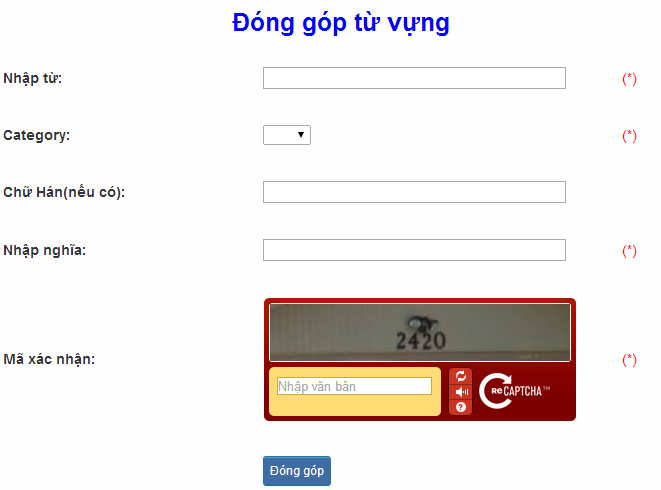 Đóng góp từ vựng
Nhập từ: (*)
Category: (*)
Chữ Hán(nếu có):
Nhập nghĩa: (*)
2420
Mã xác nhận: (*)
Nhập văn bản
ReCAPTCHA™
?
Đóng góp